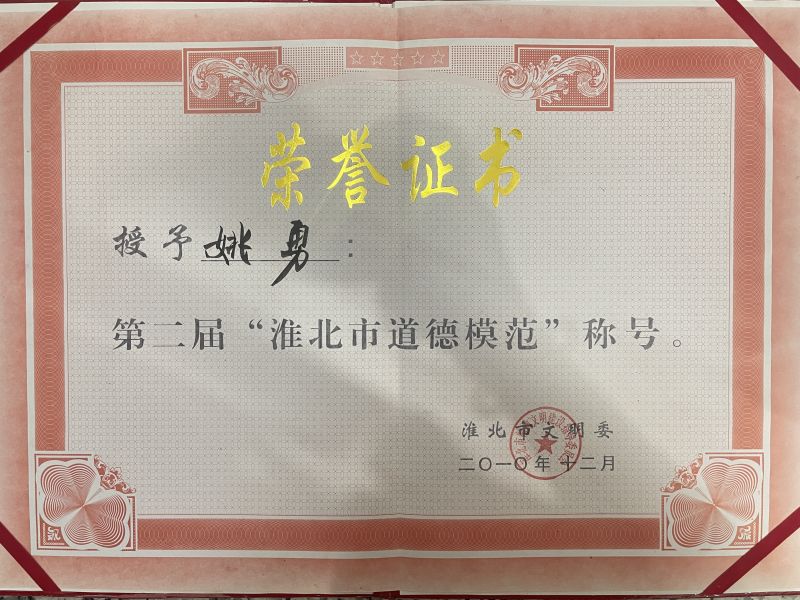 荣誉证书
授予姚勇：
第二届“淮北市道德模范”称号。
淮北市文明委
二〇一〇年十二月